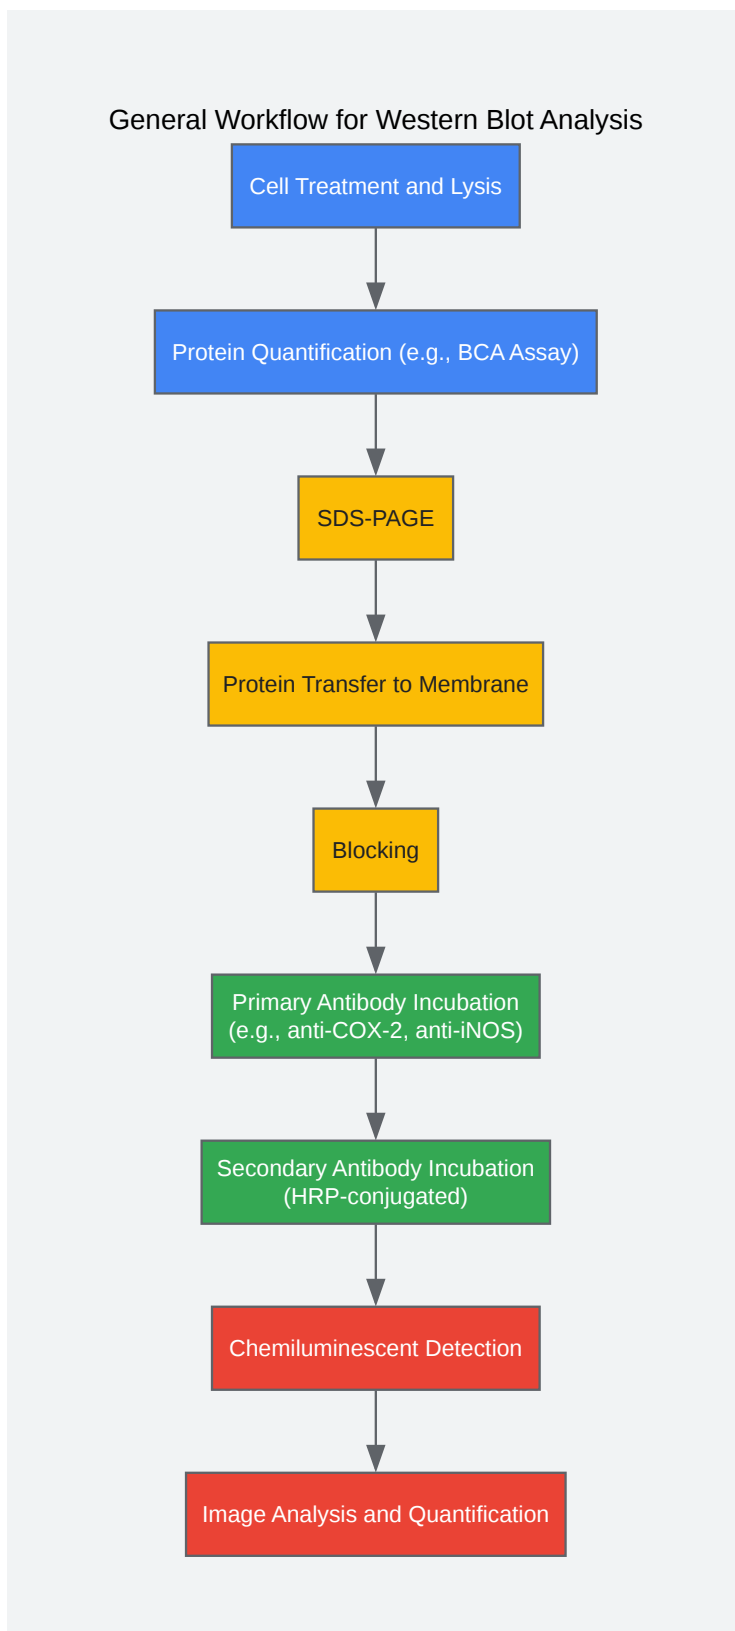 General Workflow for Western Blot Analysis
Cell Treatment and Lysis
Protein Quantification (e.g., BCA Assay)
SDS-PAGE
Protein Transfer to Membrane
Blocking
Primary Antibody Incubation
(e.g., anti-COX-2, anti-iNOS)
Secondary Antibody Incubation
(HRP-conjugated)
Chemiluminescent Detection
Image Analysis and Quantification